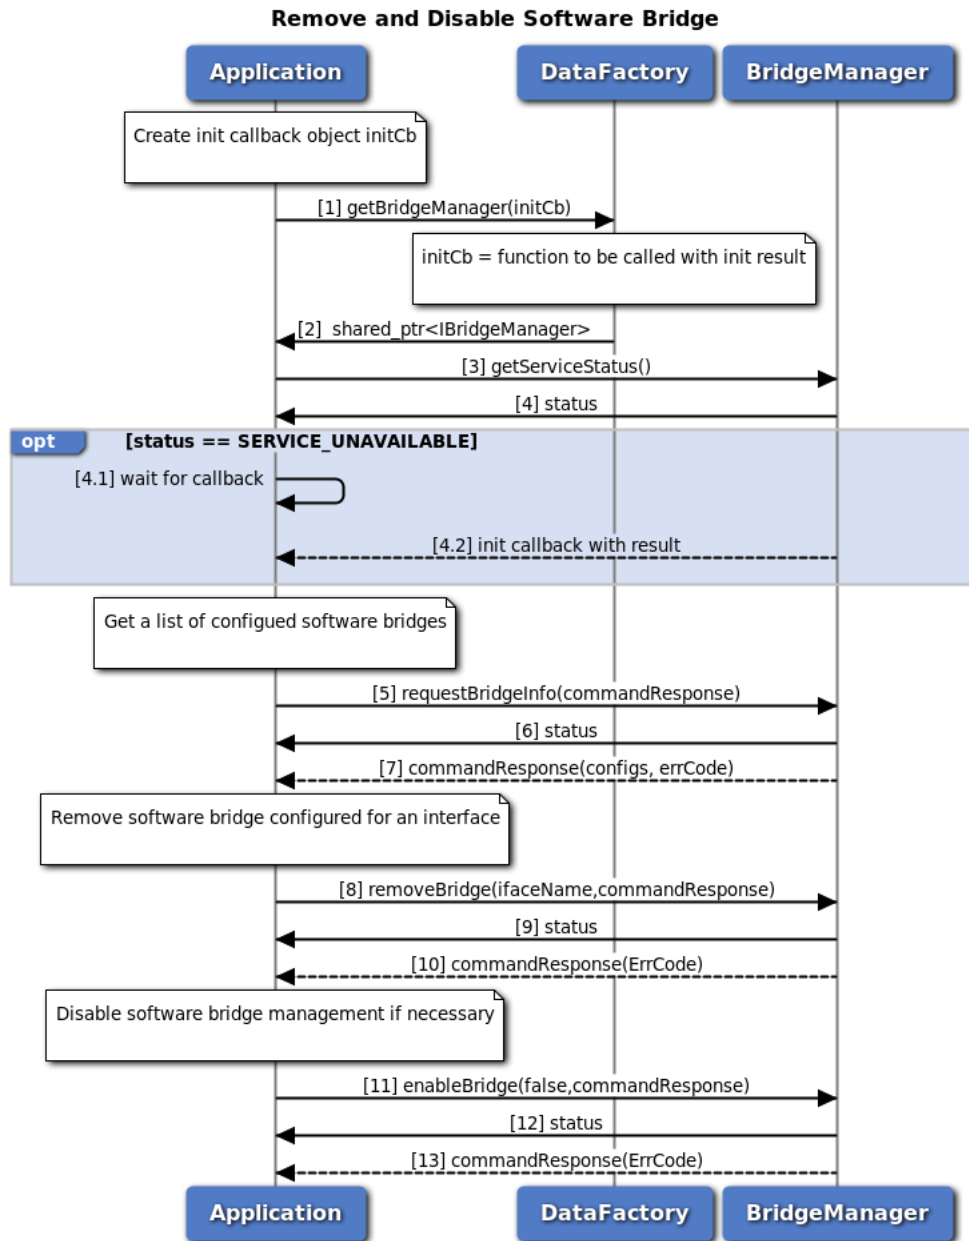 Remove and Disable Software Bridge
Application
DataFactory
BridgeManager
Create init callback object initCb
[1] getBridgeManager(initCb)
initCb = function to be called with init result
[2]  shared_ptr<IBridgeManager>
[3] getServiceStatus()
[4] status
opt
[status == SERVICE_UNAVAILABLE]
[4.1] wait for callback
[4.2] init callback with result
Get a list of configued software bridges
[5] requestBridgeInfo(commandResponse)
[6] status
[7] commandResponse(configs, errCode)
Remove software bridge configured for an interface
[8] removeBridge(ifaceName,commandResponse)
[9] status
[10] commandResponse(ErrCode)
Disable software bridge management if necessary
[11] enableBridge(false,commandResponse)
[12] status
[13] commandResponse(ErrCode)
Application
DataFactory
BridgeManager